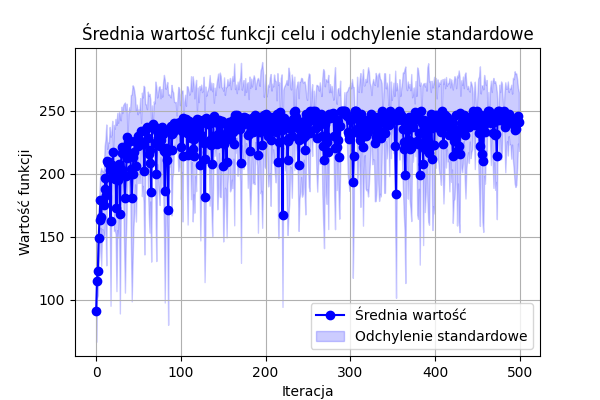 Średnia wartość funkcji celu i odchylenie standardowe
Wartość funkcji
250
200
150
100
0
100
200
300
400
500
Iteracja
Średnia wartość
Odchylenie standardowe